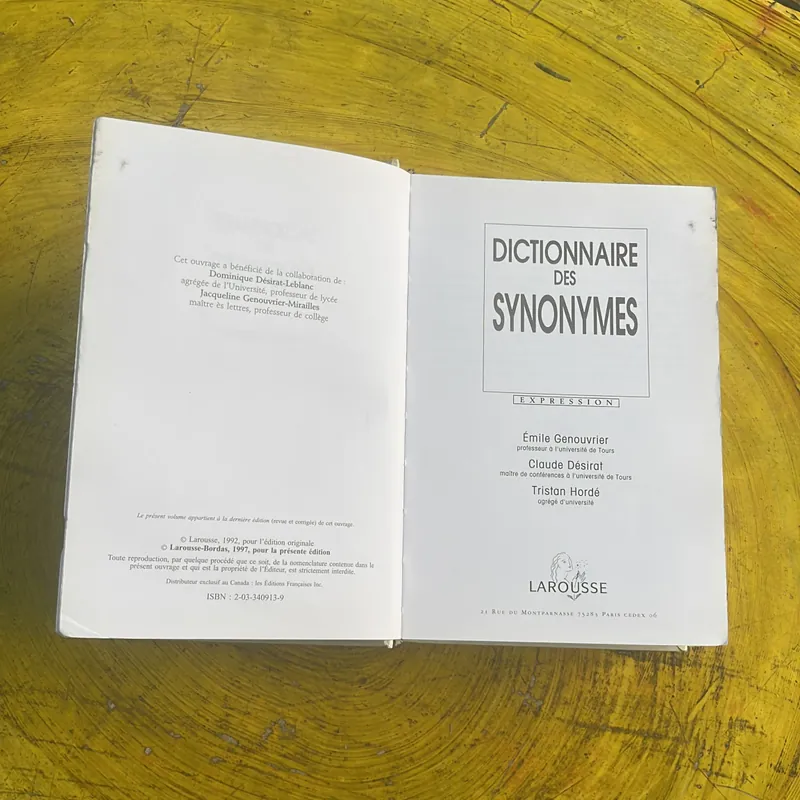 Cet ouvrage a bénéficié de la collaboration de :
Dominique Désirat-Leblanc
agrégée de l'Université, professeur de lycée
Jacqueline Genouvrier-Mirailles
maître ès lettres, professeur de collège
Le présent volume appartient à la dernière édition (revue et corrigée) de cet ouvrage.
© Larousse, 1992, pour l'édition originale
© Larousse-Bordas, 1997, pour la présente édition
Toute reproduction, par quelque procédé que ce soit, de la nomenclature contenue dans le
présent ouvrage et qui est la propriété de l'Éditeur, est strictement interdite.
Distributeur exclusif au Canada : les Éditions Françaises Inc.
ISBN : 2-03-340913-9
DICTIONNAIRE
DES
SYNONYMES
EXPRESSION
Émile Genouvrier
professeur à l'université de Tours
Claude Désirat
maître de conférences à l'université de Tours
Tristan Hordé
agrégé d'université
LAROUSSE
21 RUE DU MONTPARNASSE 75283 PARIS CEDEX 06